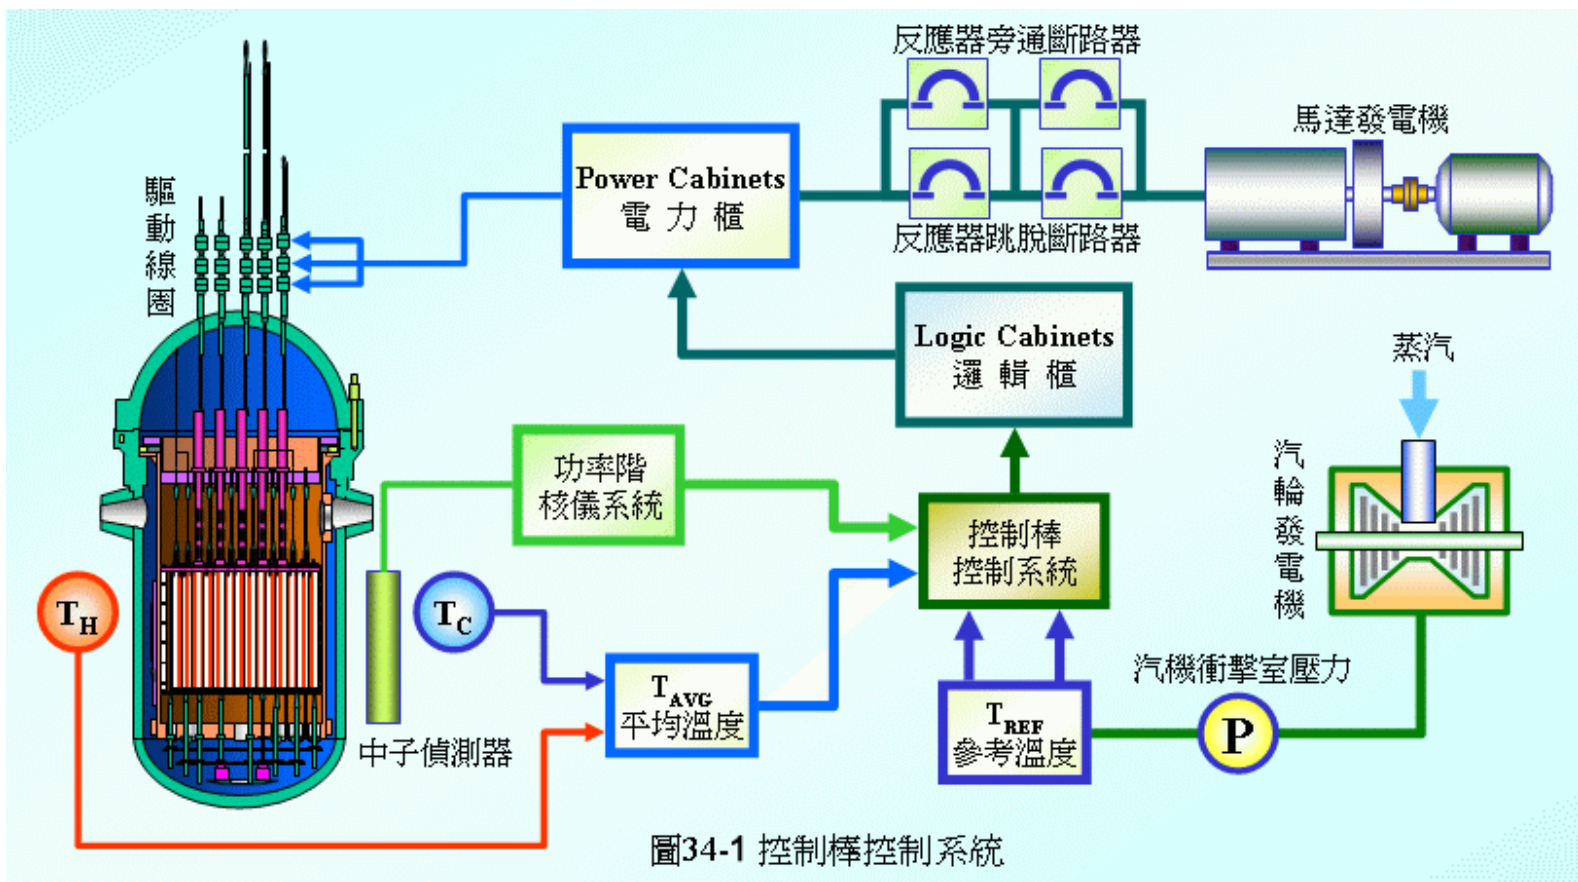 反應器旁通斷路器
馬達發電機
驅動線圈
Power Cabinets
電力櫃
反應器跳脫斷路器
Logic Cabinets
邏輯櫃
蒸汽
功率階
核儀系統
汽輪發電機
控制棒
控制系統
TH
TC
汽機衝擊室壓力
TAVG
平均溫度
TREF
參考溫度
P
中子偵測器
圖34-1 控制棒控制系統